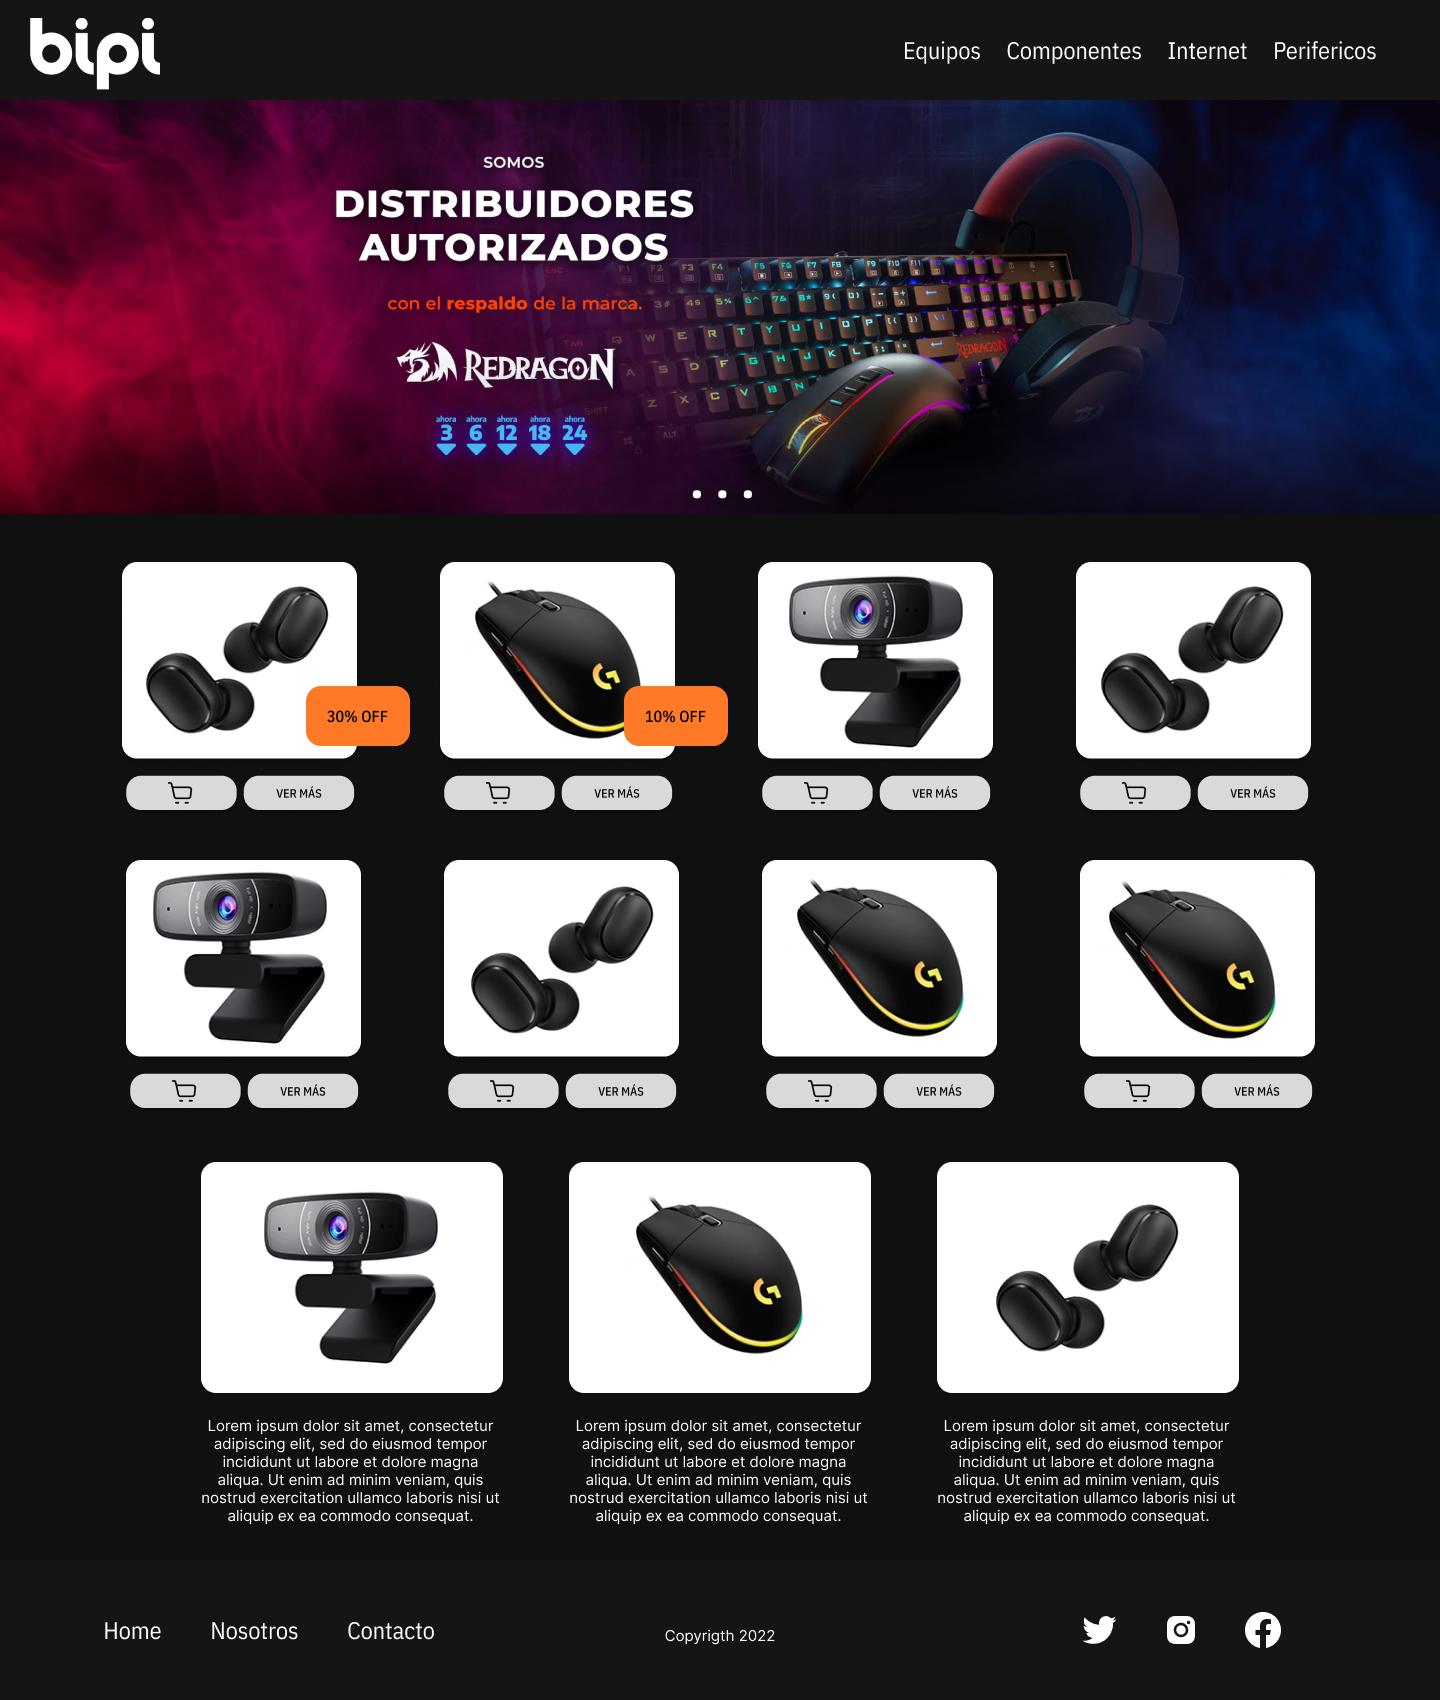 bipi
Equipos Componentes Internet Perifericos
SOMOS
DISTRIBUIDORES
AUTORIZADOS
con el respaldo de la marca.
REDRAGON
ahora ahora ahora ahora ahora
3 6 12 18 24
30% OFF
10% OFF
VER MÁS
VER MÁS
VER MÁS
VER MÁS
VER MÁS
VER MÁS
VER MÁS
VER MÁS
Lorem ipsum dolor sit amet, consectetur
adipiscing elit, sed do eiusmod tempor
incididunt ut labore et dolore magna
aliqua. Ut enim ad minim veniam, quis
nostrud exercitation ullamco laboris nisi ut
aliquip ex ea commodo consequat.
Lorem ipsum dolor sit amet, consectetur
adipiscing elit, sed do eiusmod tempor
incididunt ut labore et dolore magna
aliqua. Ut enim ad minim veniam, quis
nostrud exercitation ullamco laboris nisi ut
aliquip ex ea commodo consequat.
Lorem ipsum dolor sit amet, consectetur
adipiscing elit, sed do eiusmod tempor
incididunt ut labore et dolore magna
aliqua. Ut enim ad minim veniam, quis
nostrud exercitation ullamco laboris nisi ut
aliquip ex ea commodo consequat.
Home Nosotros Contacto
Copyrigth 2022